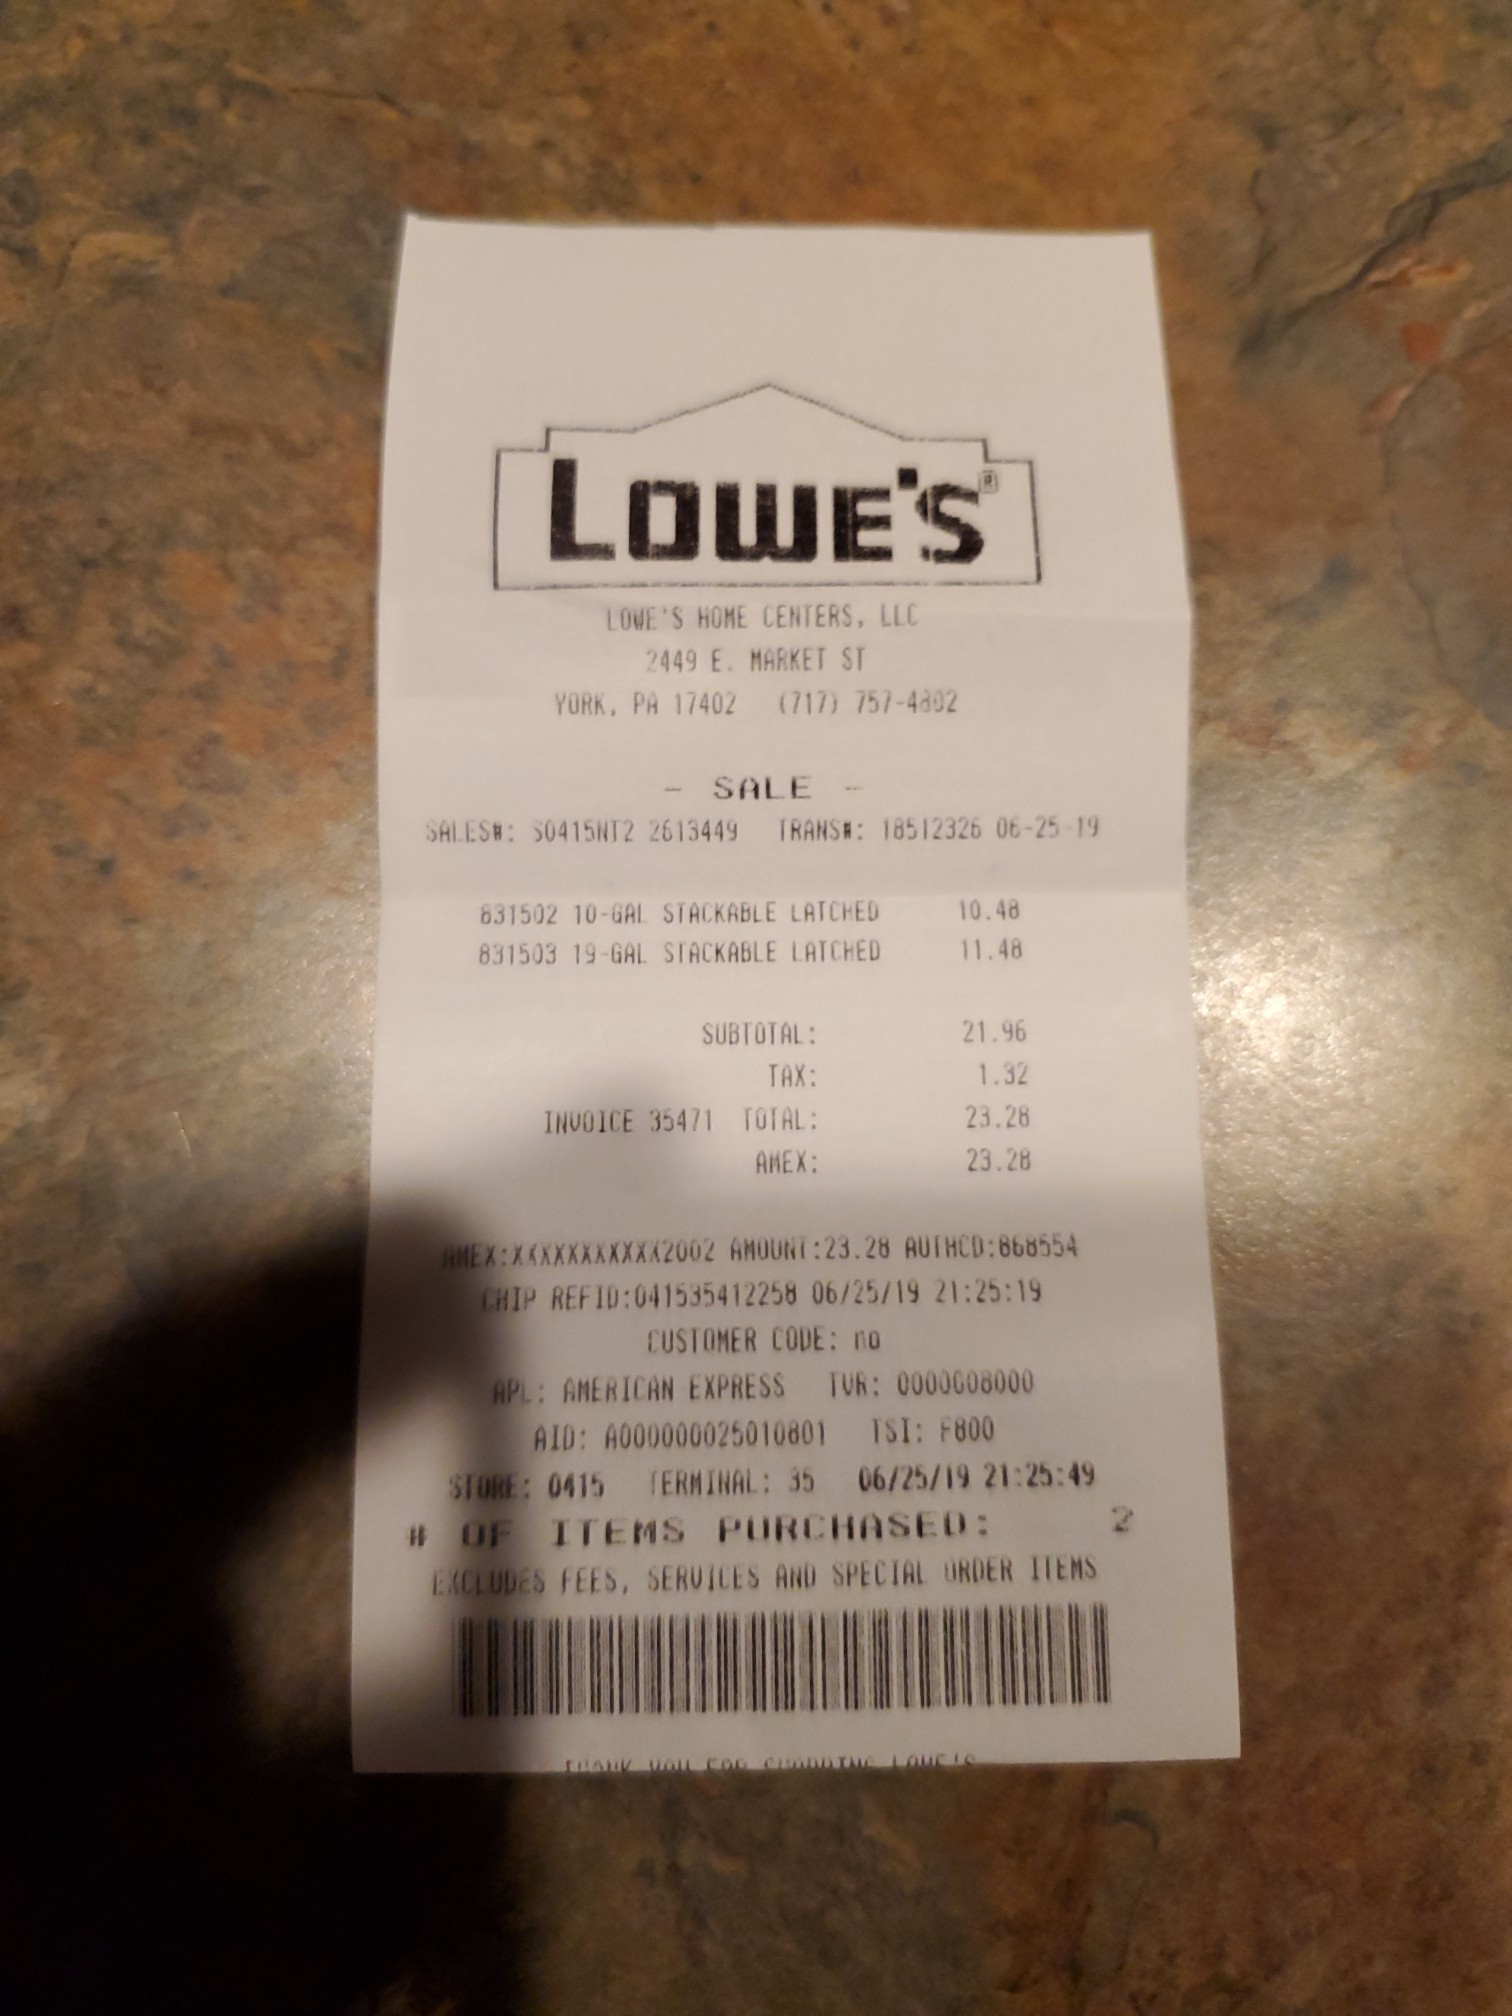 LOWE'S®
LOWE'S HOME CENTERS, LLC
2449 E. MARKET ST
YORK, PA 17402 (717) 757-4802
- SALE -
SALES#: S0415NT2 2613449 TRANS#: 18512326 06-25-19
831502 10-GAL STACKABLE LATCHED 10.48
831503 19-GAL STACKABLE LATCHED 11.48
SUBTOTAL: 21.96
TAX: 1.32
INVOICE 35471 TOTAL: 23.28
AMEX: 23.28
AMEX:XXXXXXXXXXX2002 AMOUNT:23.28 AUTHCD:868554
CHIP REFID:041535412258 06/25/19 21:25:19
CUSTOMER CODE: no
APL: AMERICAN EXPRESS TVR: 0000008000
AID: A000000025010801 TSI: F800
STORE: 0415 TERMINAL: 35 06/25/19 21:25:49
# OF ITEMS PURCHASED: 2
EXCLUDES FEES, SERVICES AND SPECIAL ORDER ITEMS
THANK YOU FOR SHOPPING LOWE'S